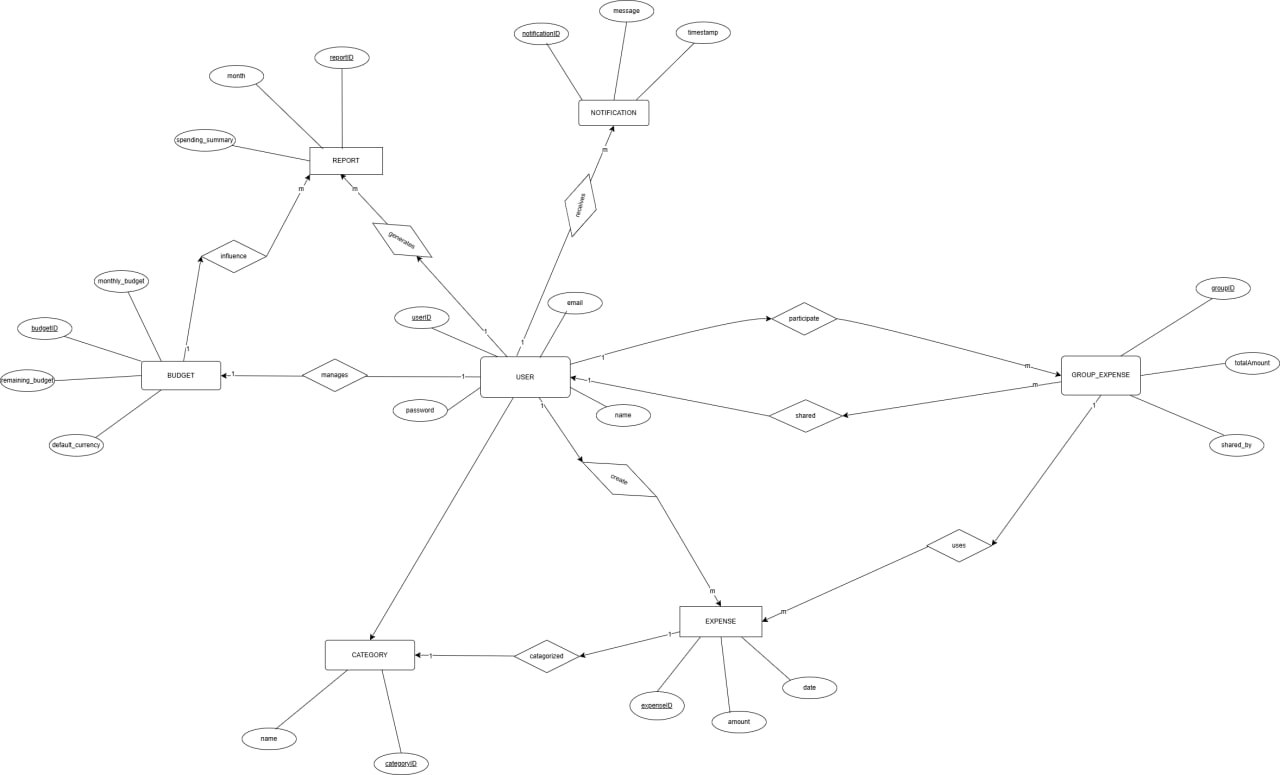 message
notificationID
timestamp
reportID
month
NOTIFICATION
spending_summary
m
REPORT
m
m
receives
generates
influence
monthly_budget
email
groupID
userID
participate
budgetID
1
1
1
1
totalAmount
m
BUDGET
1
manages
1
USER
1
GROUP_EXPENSE
remaining_budget
m
password
1
1
name
shared
default_currency
shared_by
create
uses
m
m
EXPENSE
1
CATEGORY
1
catagorized
date
expenseID
amount
name
categoryID